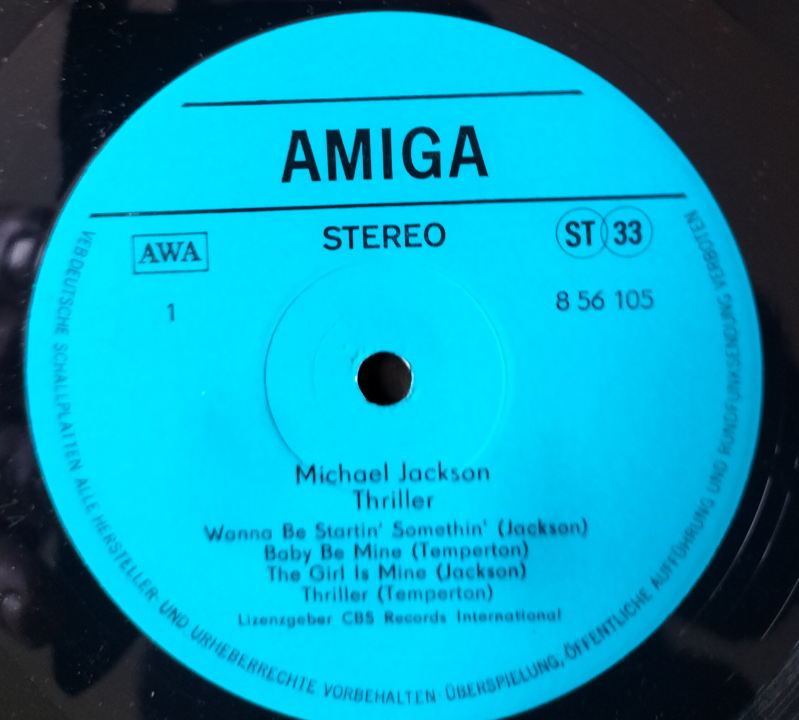 AMIGA
STEREO
AWA
ST 33
1
8 56 105
Michael Jackson
Thriller
Wanna Be Startin' Somethin' (Jackson)
Baby Be Mine (Temperton)
The Girl Is Mine (Jackson)
Thriller (Temperton)
Lizenzgeber CBS Records International
VEB DEUTSCHE SCHALLPLATTEN ALLE HERSTELLER- UND URHEBERRECHTE VORBEHALTEN · ÜBERSPIELUNG, ÖFFENTLICHE AUFFÜHRUNG UND RUNDFUNKSENDUNG VERBOTEN